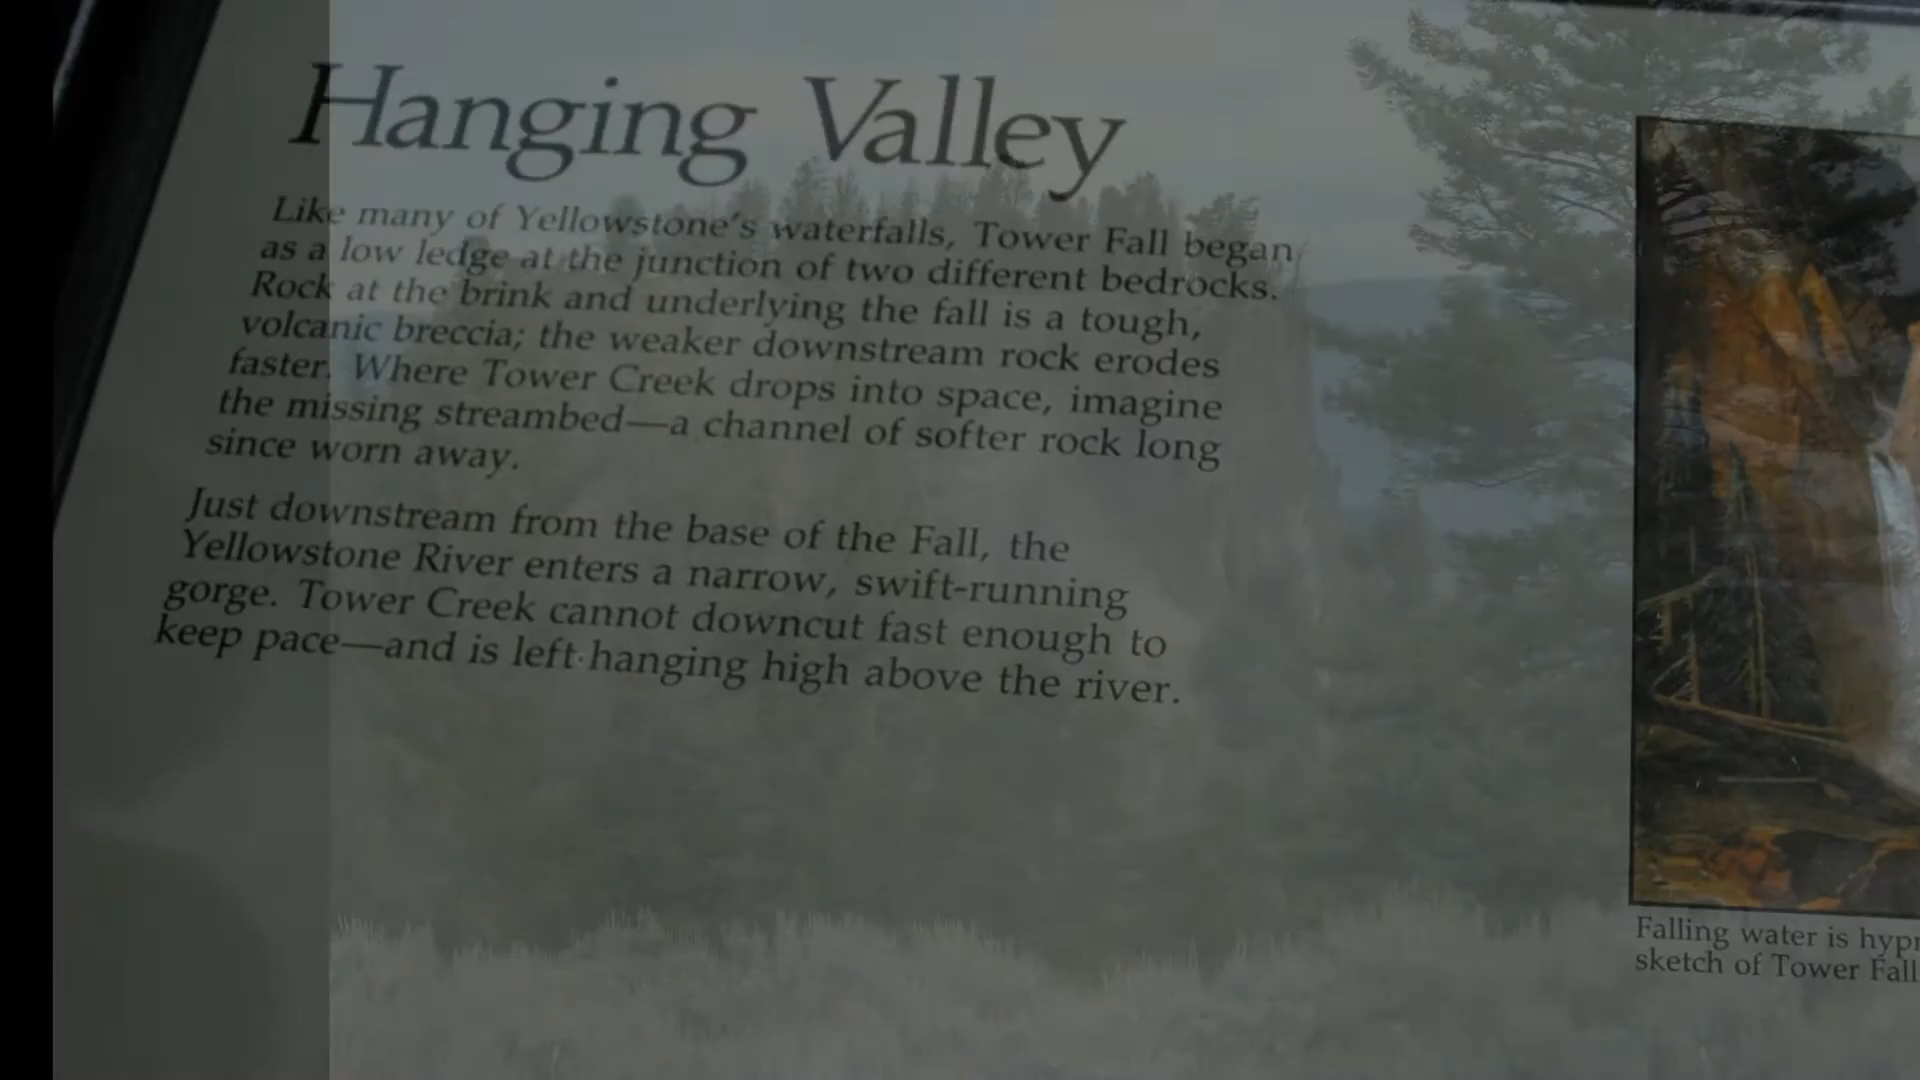 Hanging Valley
Like many of Yellowstone's waterfalls, Tower Fall began
as a low ledge at the junction of two different bedrocks.
Rock at the brink and underlying the fall is a tough,
volcanic breccia; the weaker downstream rock erodes
faster. Where Tower Creek drops into space, imagine
the missing streambed—a channel of softer rock long
since worn away.
Just downstream from the base of the Fall, the
Yellowstone River enters a narrow, swift-running
gorge. Tower Creek cannot downcut fast enough to
keep pace—and is left hanging high above the river.
Falling water is
sketch of Tower Fall